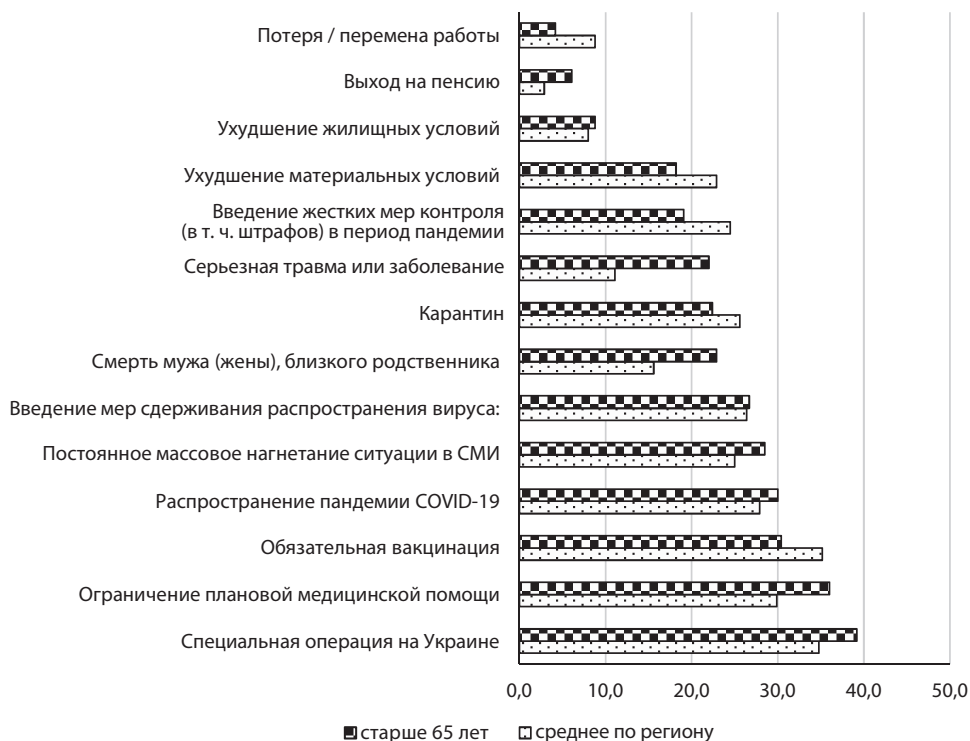 Потеря / перемена работы
Выход на пенсию
Ухудшение жилищных условий
Ухудшение материальных условий
Введение жестких мер контроля
(в т. ч. штрафов) в период пандемии
Серьезная травма или заболевание
Карантин
Смерть мужа (жены), близкого родственника
Введение мер сдерживания распространения вируса:
Постоянное массовое нагнетание ситуации в СМИ
Распространение пандемии COVID-19
Обязательная вакцинация
Ограничение плановой медицинской помощи
Специальная операция на Украине
0,0 10,0 20,0 30,0 40,0 50,0
старше 65 лет среднее по региону